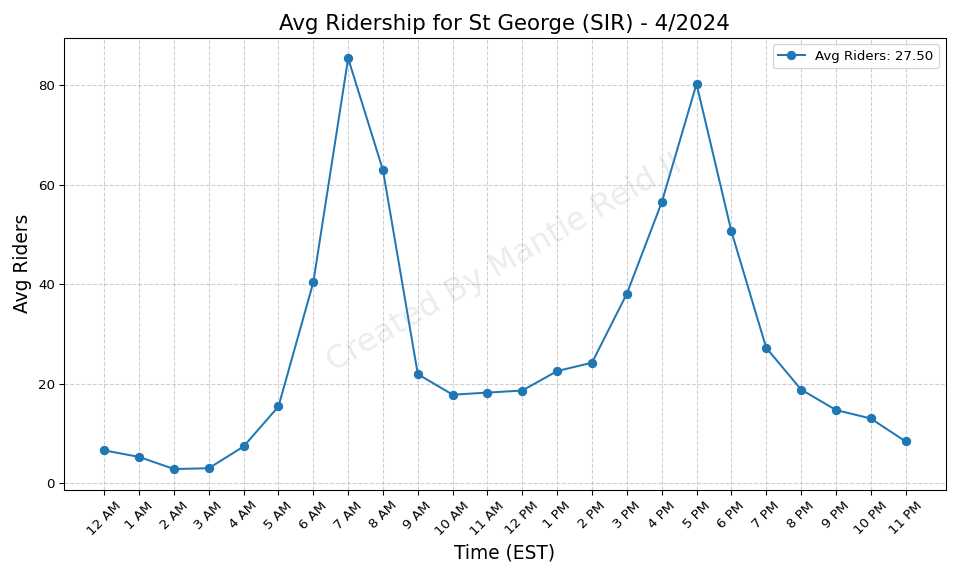 Avg Ridership for St George (SIR) - 4/2024
Avg Riders: 27.50
Avg Riders
80
60
40
20
0
Created By Mantle Reid II
12 AM 1 AM 2 AM 3 AM 4 AM 5 AM 6 AM 7 AM 8 AM 9 AM 10 AM 11 AM 12 PM 1 PM 2 PM 3 PM 4 PM 5 PM 6 PM 7 PM 8 PM 9 PM 10 PM 11 PM
Time (EST)